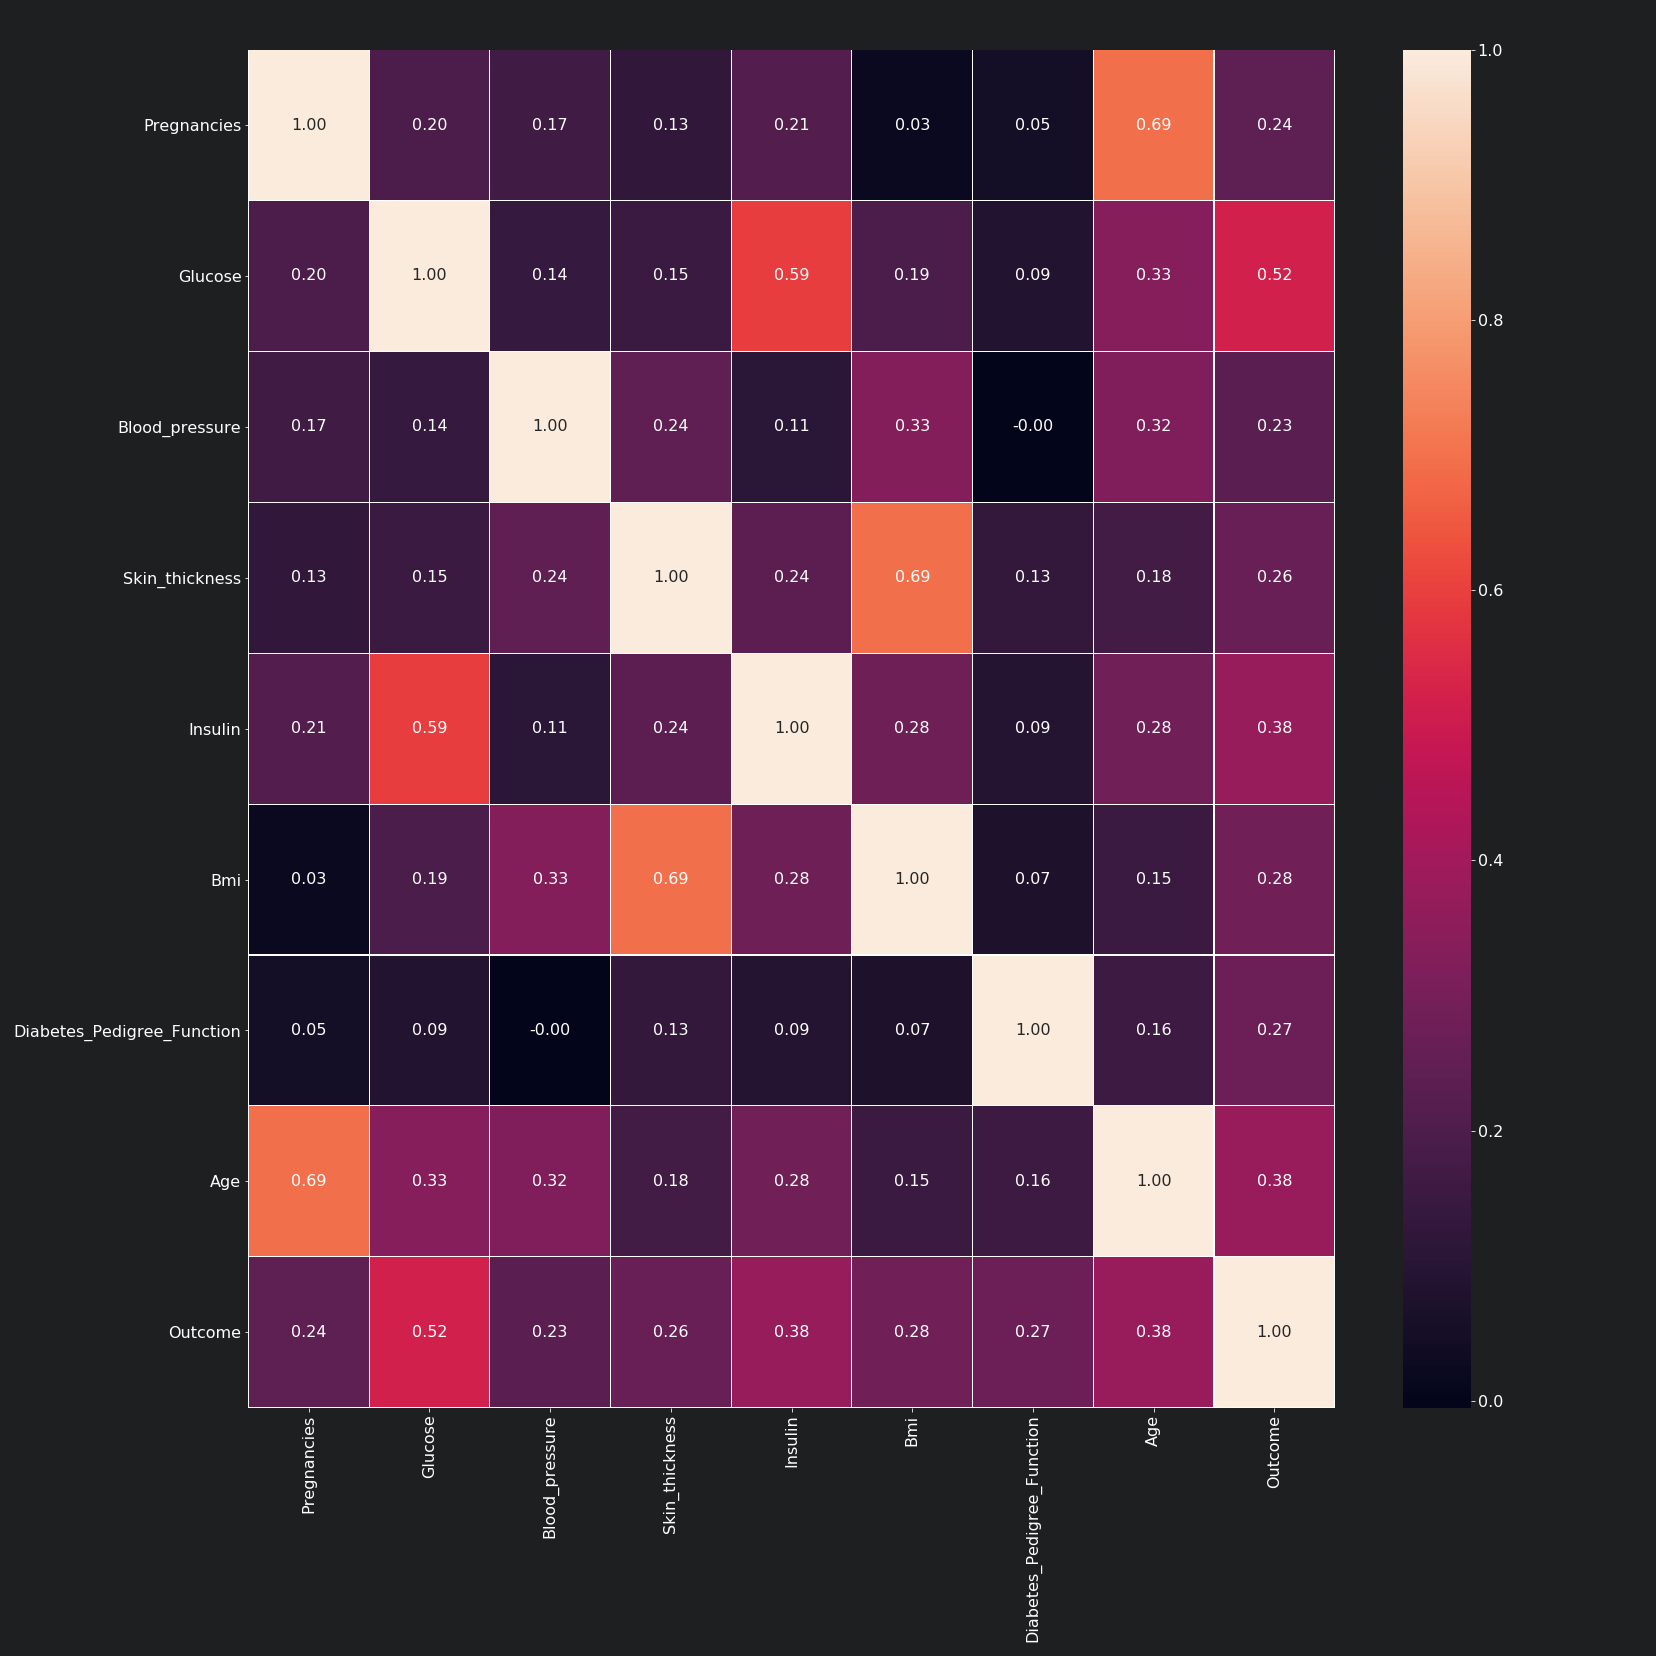 1.0
Pregnancies 1.00 0.20 0.17 0.13 0.21 0.03 0.05 0.69 0.24
Glucose 0.20 1.00 0.14 0.15 0.59 0.19 0.09 0.33 0.52
0.8
Blood_pressure 0.17 0.14 1.00 0.24 0.11 0.33 -0.00 0.32 0.23
Skin_thickness 0.13 0.15 0.24 1.00 0.24 0.69 0.13 0.18 0.26
0.6
Insulin 0.21 0.59 0.11 0.24 1.00 0.28 0.09 0.28 0.38
0.4
Bmi 0.03 0.19 0.33 0.69 0.28 1.00 0.07 0.15 0.28
Diabetes_Pedigree_Function 0.05 0.09 -0.00 0.13 0.09 0.07 1.00 0.16 0.27
0.2
Age 0.69 0.33 0.32 0.18 0.28 0.15 0.16 1.00 0.38
Outcome 0.24 0.52 0.23 0.26 0.38 0.28 0.27 0.38 1.00
0.0
Pregnancies
Glucose
Blood_pressure
Skin_thickness
Insulin
Bmi
Diabetes_Pedigree_Function
Age
Outcome